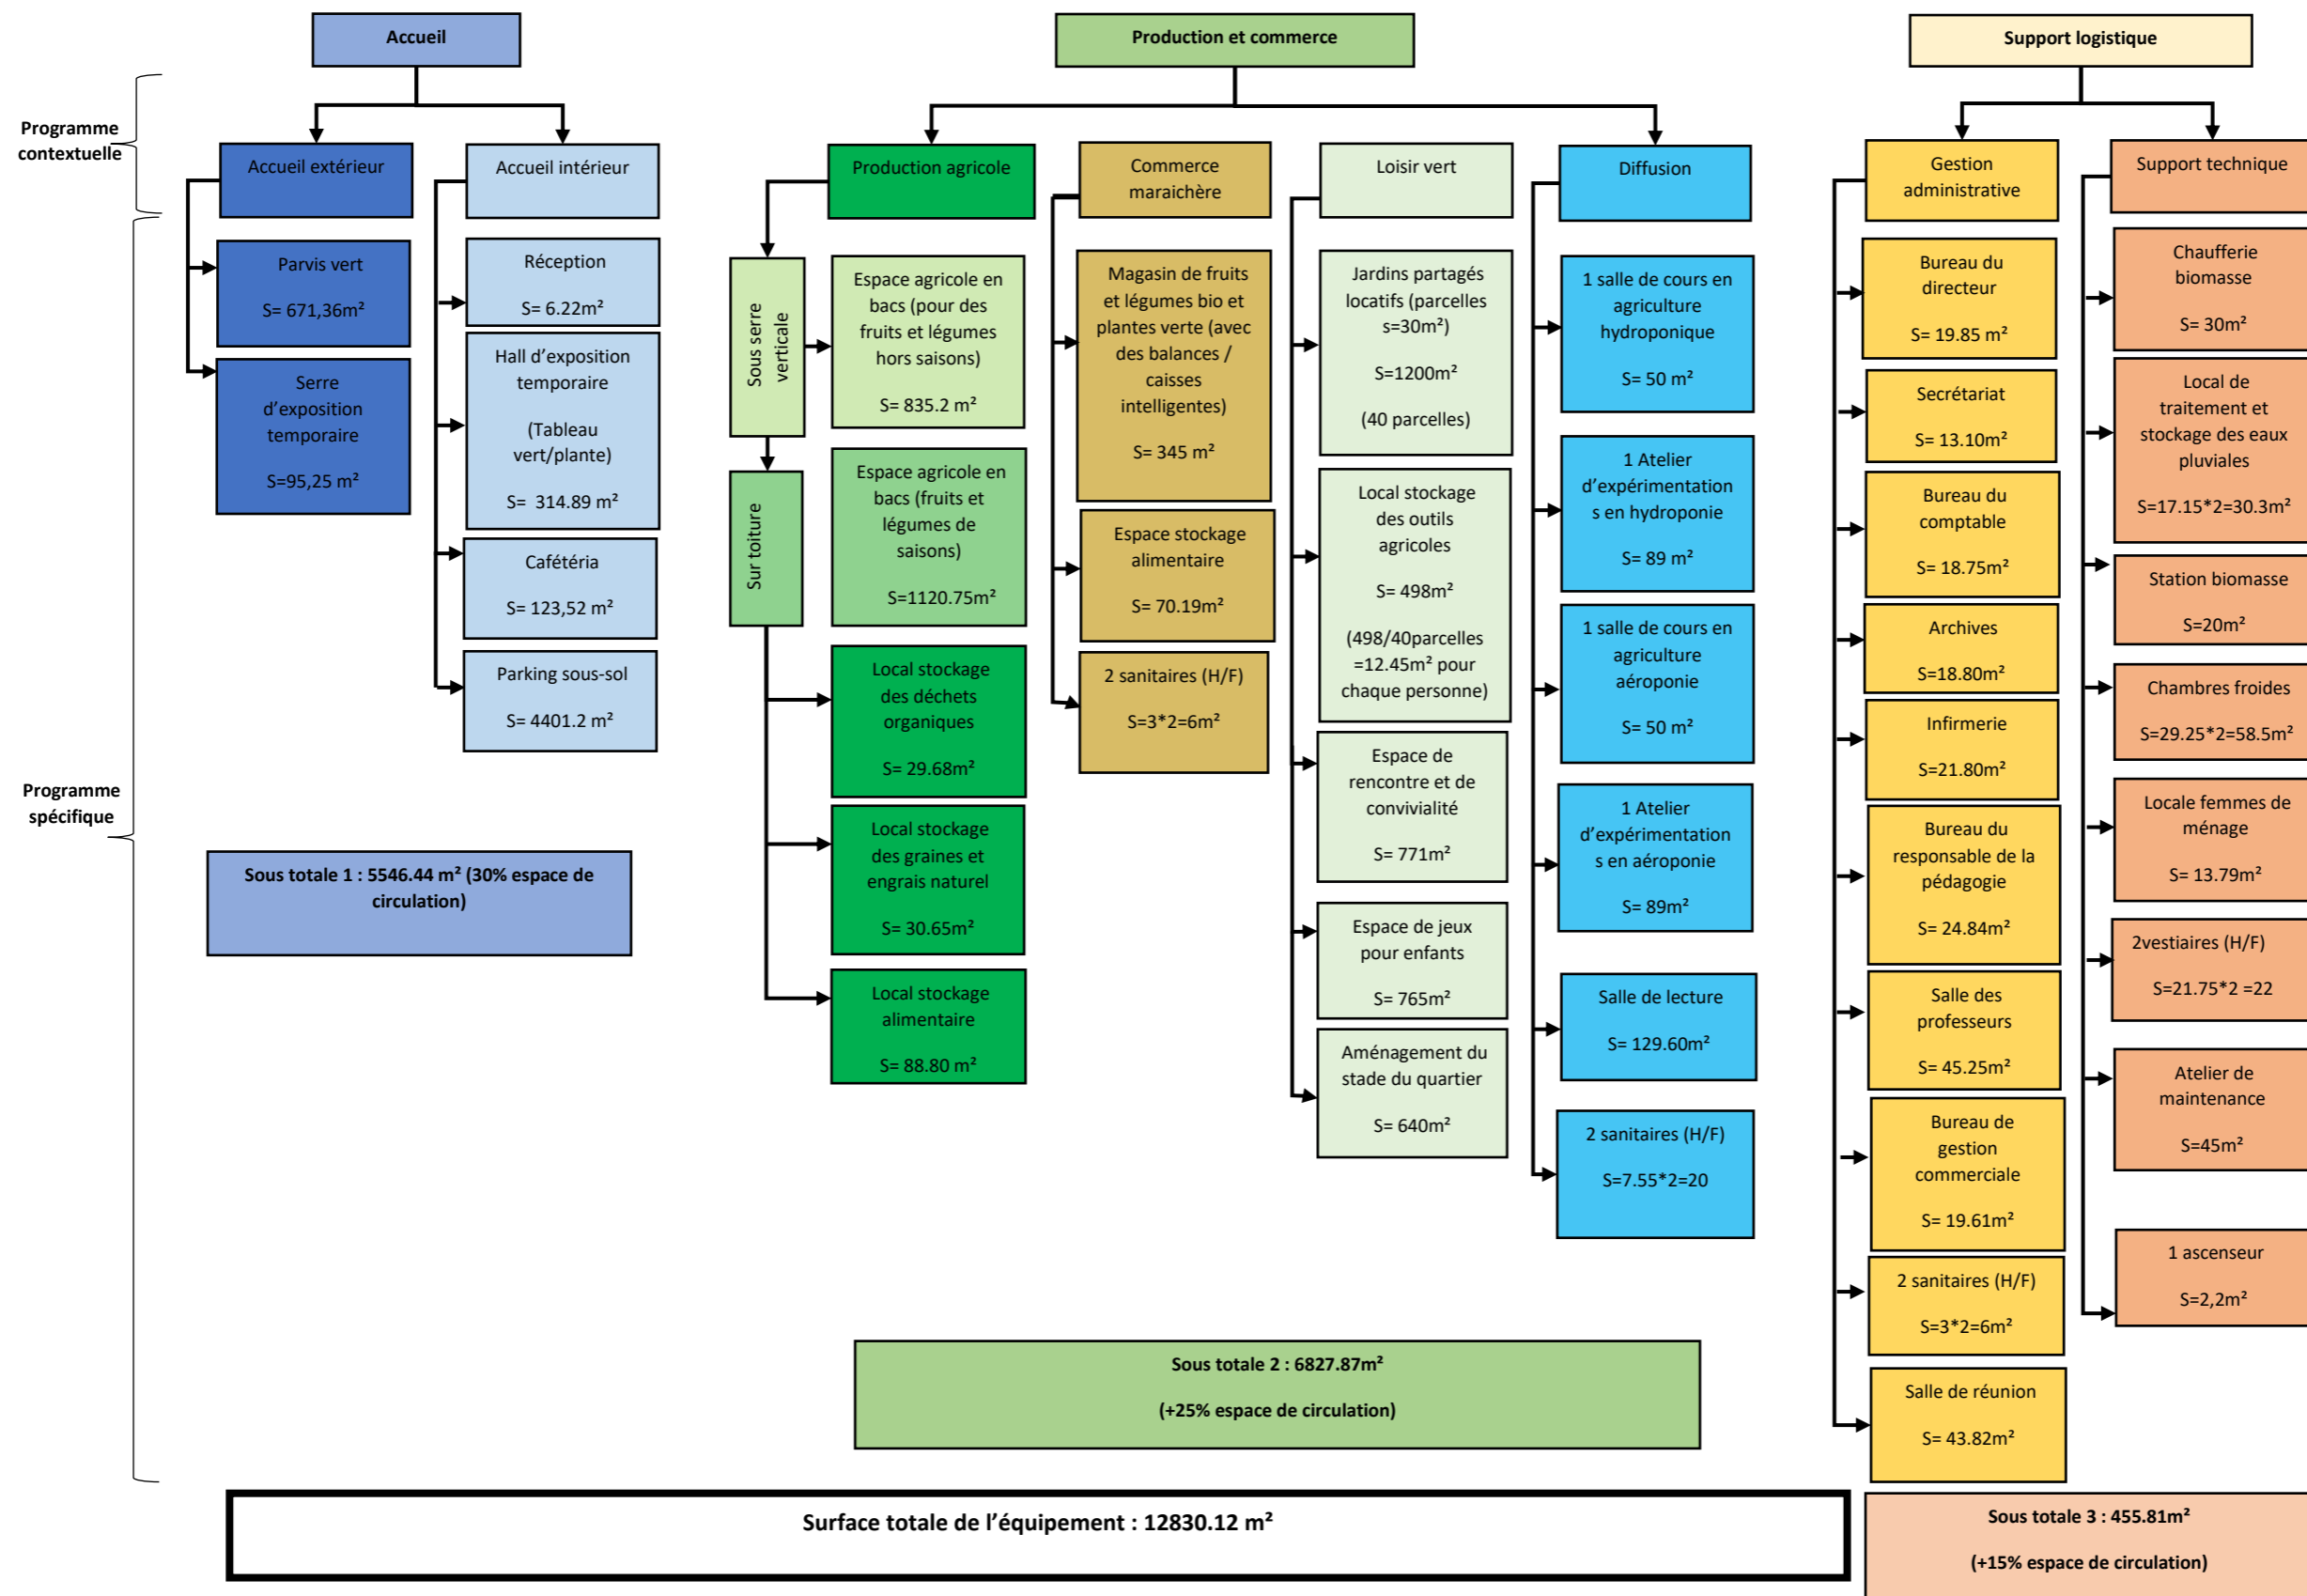 Accueil
Production et commerce
Support logistique
Programme
contextuelle
Accueil extérieur
Accueil intérieur
Production agricole
Commerce
maraichère
Loisir vert
Diffusion
Gestion
administrative
Support technique
Programme
spécifique
Parvis vert
S= 671,36m²
Serre
d’exposition
temporaire
S=95,25 m²
Réception
S= 6.22m²
Hall d’exposition
temporaire
(Tableau
vert/plante)
S= 314.89 m²
Cafétéria
S= 123,52 m²
Parking sous-sol
S= 4401.2 m²
Sous totale 1 : 5546.44 m² (30% espace de
circulation)
Sous serre
verticale
Sur toiture
Espace agricole en
bacs (pour des
fruits et légumes
hors saisons)
S= 835.2 m²
Espace agricole en
bacs (fruits et
légumes de
saisons)
S=1120.75m²
Local stockage
des déchets
organiques
S= 29.68m²
Local stockage
des graines et
engrais naturel
S= 30.65m²
Local stockage
alimentaire
S= 88.80 m²
Magasin de fruits
et légumes bio et
plantes verte (avec
des balances /
caisses
intelligentes)
S= 345 m²
Espace stockage
alimentaire
S= 70.19m²
2 sanitaires (H/F)
S=3*2=6m²
Jardins partagés
locatifs (parcelles
s=30m²)
S=1200m²
(40 parcelles)
Local stockage
des outils
agricoles
S= 498m²
(498/40parcelles
=12.45m² pour
chaque personne)
Espace de
rencontre et de
convivialité
S= 771m²
Espace de jeux
pour enfants
S= 765m²
Aménagement du
stade du quartier
S= 640m²
1 salle de cours en
agriculture
hydroponique
S= 50 m²
1 Atelier
d’expérimentation
s en hydroponie
S= 89 m²
1 salle de cours en
agriculture
aéroponie
S= 50 m²
1 Atelier
d’expérimentation
s en aéroponie
S= 89m²
Salle de lecture
S= 129.60m²
2 sanitaires (H/F)
S=7.55*2=20
Sous totale 2 : 6827.87m²
(+25% espace de circulation)
Bureau du
directeur
S= 19.85 m²
Secrétariat
S= 13.10m²
Bureau du
comptable
S= 18.75m²
Archives
S=18.80m²
Infirmerie
S=21.80m²
Bureau du
responsable de la
pédagogie
S= 24.84m²
Salle des
professeurs
S= 45.25m²
Bureau de
gestion
commerciale
S= 19.61m²
2 sanitaires (H/F)
S=3*2=6m²
Salle de réunion
S= 43.82m²
Chaufferie
biomasse
S= 30m²
Local de
traitement et
stockage des eaux
pluviales
S=17.15*2=30.3m²
Station biomasse
S=20m²
Chambres froides
S=29.25*2=58.5m²
Locale femmes de
ménage
S= 13.79m²
2vestiaires (H/F)
S=21.75*2 =22
Atelier de
maintenance
S=45m²
1 ascenseur
S=2,2m²
Surface totale de l’équipement : 12830.12 m²
Sous totale 3 : 455.81m²
(+15% espace de circulation)